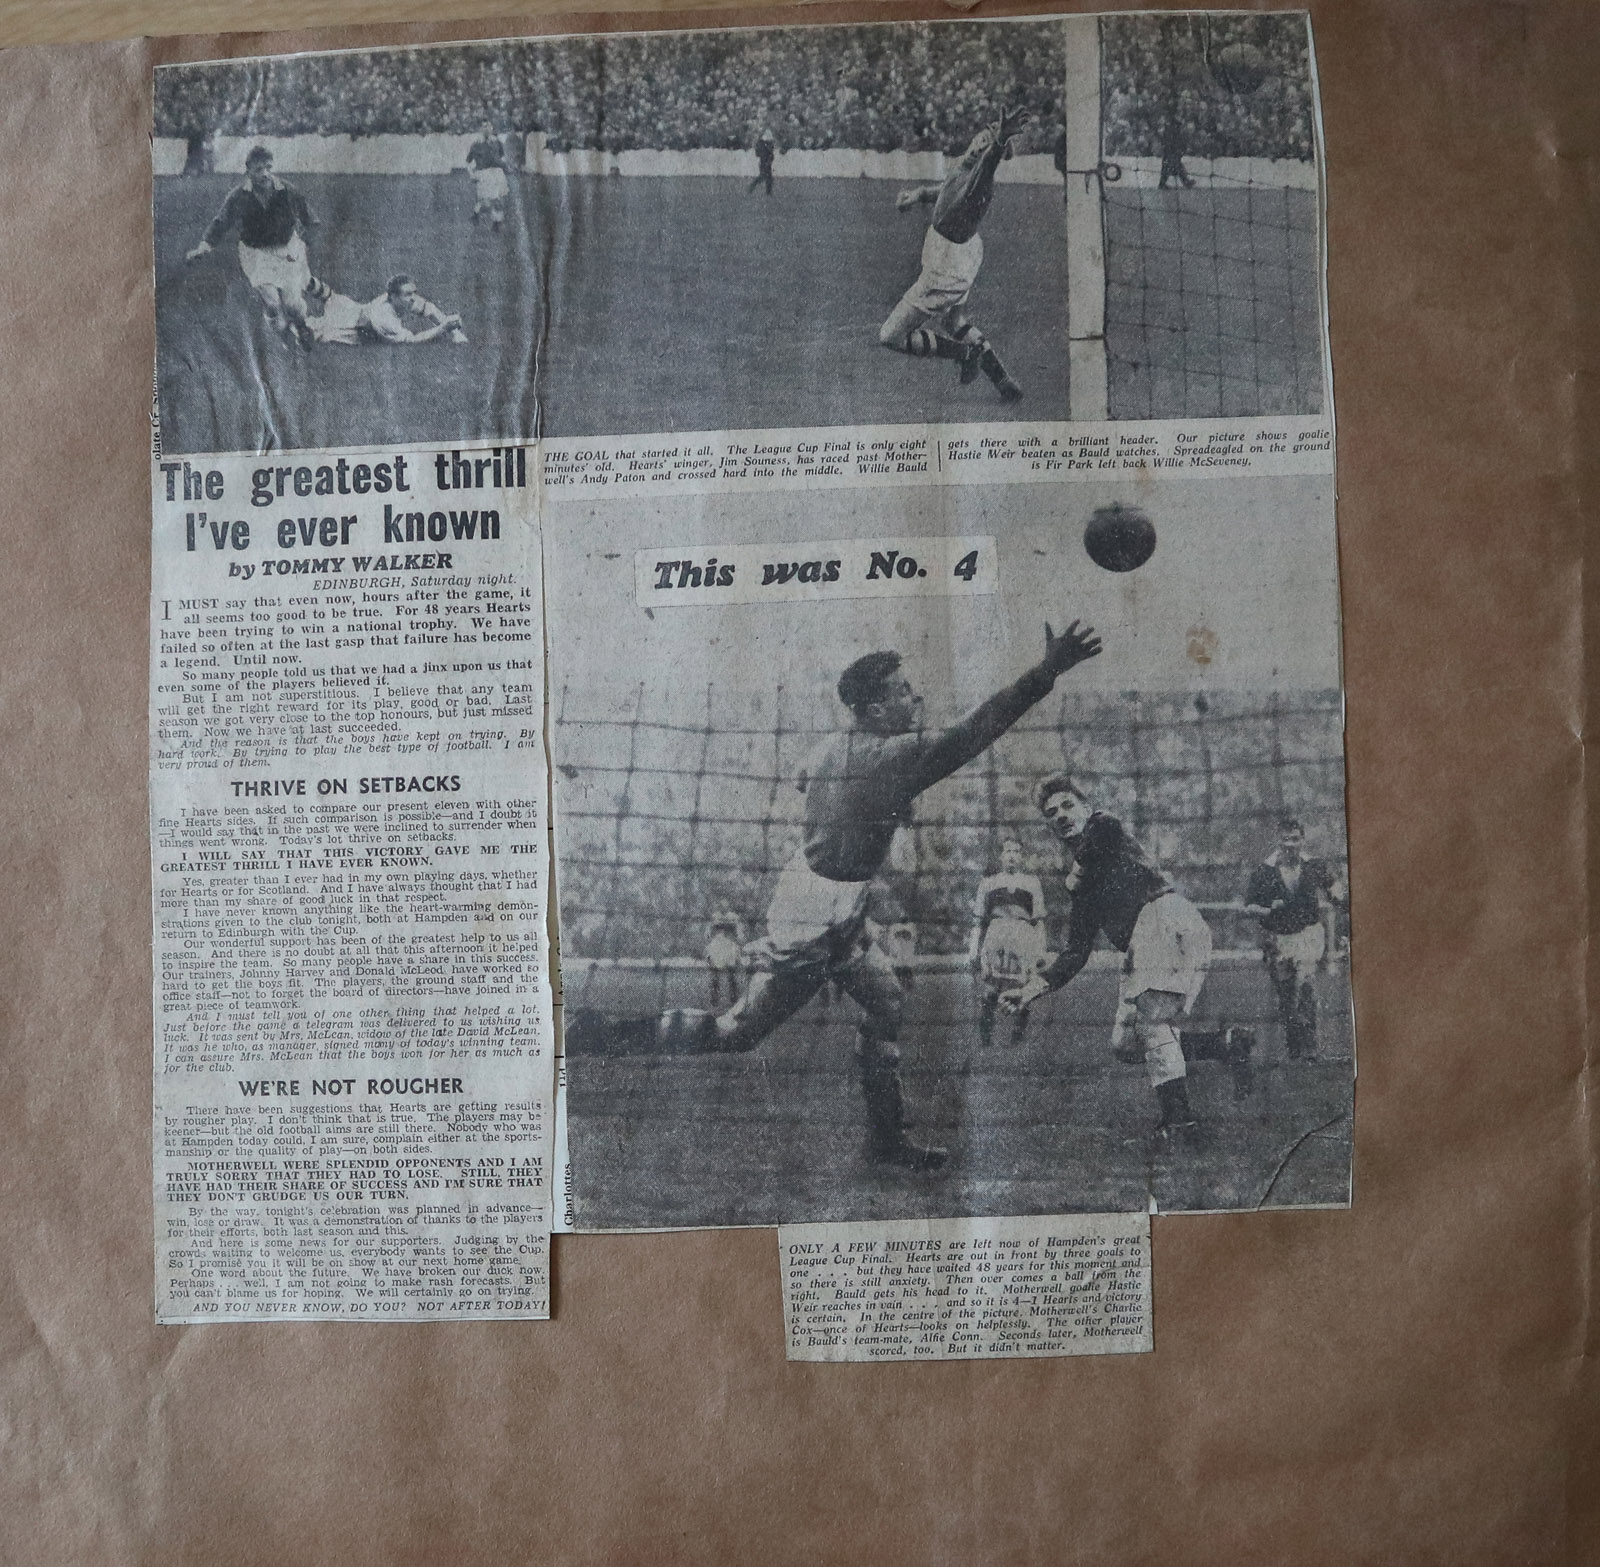 THE GOAL that started it all. The League Cup Final is only eight
minutes' old. Hearts' winger, Jim Souness, has raced past Mother-
well's Andy Paton and crossed hard into the middle. Willie Bauld
gets there with a brilliant header. Our picture shows goalie
Hastie Weir beaten as Bauld watches. Spreadeagled on the ground
is Fir Park left back Willie McSeveney.
The greatest thrill
I've ever known
by TOMMY WALKER
EDINBURGH, Saturday night.
I MUST say that even now, hours after the game, it
all seems too good to be true. For 48 years Hearts
have been trying to win a national trophy. We have
failed so often at the last gasp that failure has become
a legend. Until now.
So many people told us that we had a jinx upon us that
even some of the players believed it.
But I am not superstitious. I believe that any team
will get the right reward for its play, good or bad. Last
season we got very close to the top honours, but just missed
them. Now we have at last succeeded.
And the reason is that the boys have kept on trying. By
hard work. By trying to play the best type of football. I am
very proud of them.
THRIVE ON SETBACKS
I have been asked to compare our present eleven with other
fine Hearts sides. If such comparison is possible—and I doubt it
—I would say that in the past we were inclined to surrender when
things went wrong. Today's lot thrive on setbacks.
I WILL SAY THAT THIS VICTORY GAVE ME THE
GREATEST THRILL I HAVE EVER KNOWN.
Yes, greater than I ever had in my own playing days, whether
for Hearts or for Scotland. And I have always thought that I had
more than my share of good luck in that respect.
I have never known anything like the heart-warming demon-
strations given to the club tonight, both at Hampden and on our
return to Edinburgh with the Cup.
Our wonderful support has been of the greatest help to us all
season. And there is no doubt at all that this afternoon it helped
to inspire the team. So many people have a share in this success.
Our trainers, Johnny Harvey and Donald McLeod, have worked so
hard to get the boys fit. The players, the ground staff and the
office staff—not to forget the board of directors—have joined in a
great piece of teamwork.
And I must tell you of one other thing that helped a lot.
Just before the game a telegram was delivered to us wishing us
luck. It was sent by Mrs. McLean, widow of the late David McLean.
It was he who, as manager, signed many of today's winning team.
I can assure Mrs. McLean that the boys won for her as much as
for the club.
WE'RE NOT ROUGHER
There have been suggestions that Hearts are getting results
by rougher play. I don't think that is true. The players may be
keener—but the old football aims are still there. Nobody who was
at Hampden today could, I am sure, complain either at the sports-
manship or the quality of play—on both sides.
MOTHERWELL WERE SPLENDID OPPONENTS AND I AM
TRULY SORRY THAT THEY HAD TO LOSE. STILL, THEY
HAVE HAD THEIR SHARE OF SUCCESS AND I'M SURE THAT
THEY DON'T GRUDGE US OUR TURN.
By the way, tonight's celebration was planned in advance—
win, lose or draw. It was a demonstration of thanks to the players
for their efforts, both last season and this.
And here is some news for our supporters. Judging by the
crowds waiting to welcome us, everybody wants to see the Cup.
So I promise you it will be on show at our next home game.
One word about the future. We have broken our duck now.
Perhaps . . . well, I am not going to make rash forecasts. But
you can't blame us for hoping. We will certainly go on trying.
AND YOU NEVER KNOW, DO YOU? NOT AFTER TODAY!
This was No. 4
10
Ltd
Charlottes
ONLY A FEW MINUTES are left now of Hampden's great
League Cup Final. Hearts are out in front by three goals to
one . . . but they have waited 48 years for this moment and
so there is still anxiety. Then over comes a ball from the
right. Bauld gets his head to it. Motherwell goalie Hastie
Weir reaches in vain . . . . and so it is 4—1 Hearts and victory
is certain. In the centre of the picture, Motherwell's Charlie
Cox—once of Hearts—looks on helplessly. The other player
is Bauld's team-mate, Alfie Conn. Seconds later, Motherwell
scored, too. But it didn't matter.